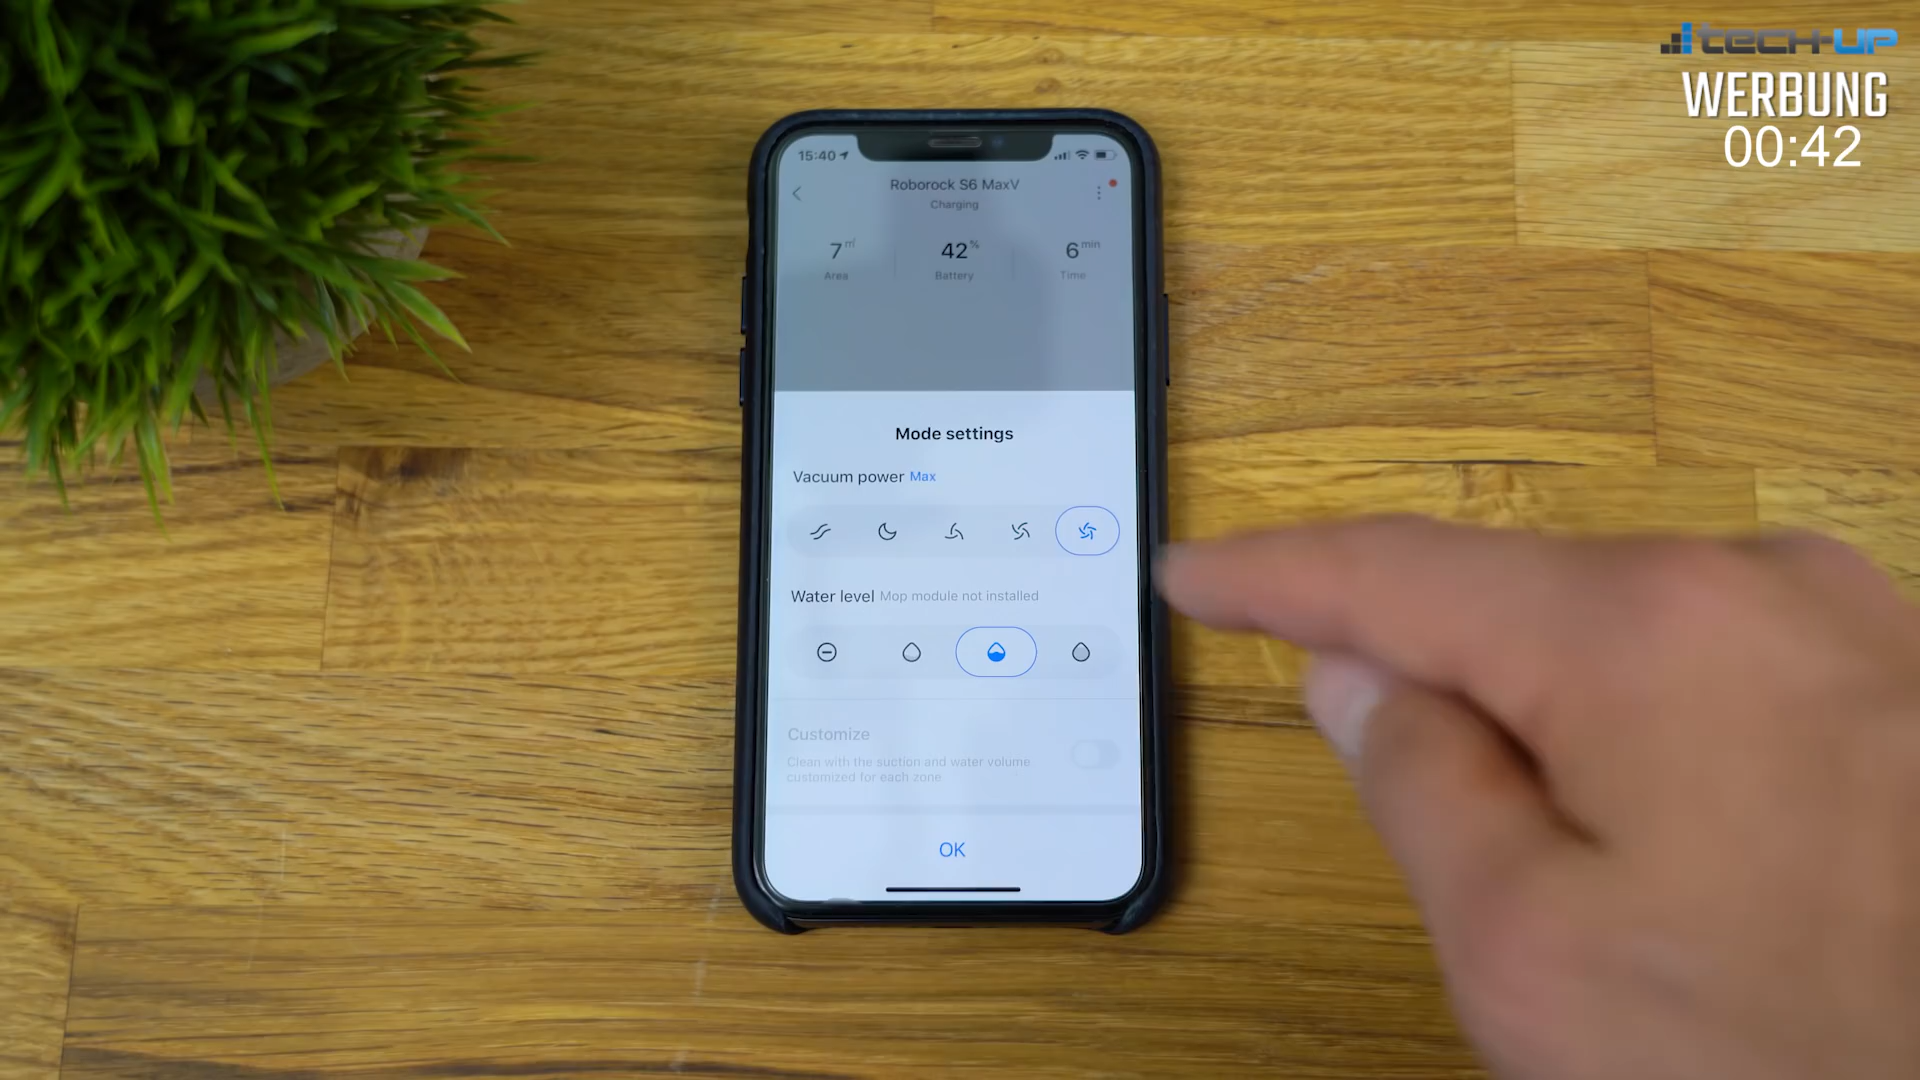 TECH-UP
WERBUNG
00:42
15:40
Roborock S6 MaxV
Charging
7 m² 42 % 6 min
Area Battery Time
Mode settings
Vacuum power Max
Water level Mop module not installed
Customize
Clean with the suction and water volume
customized for each zone
OK